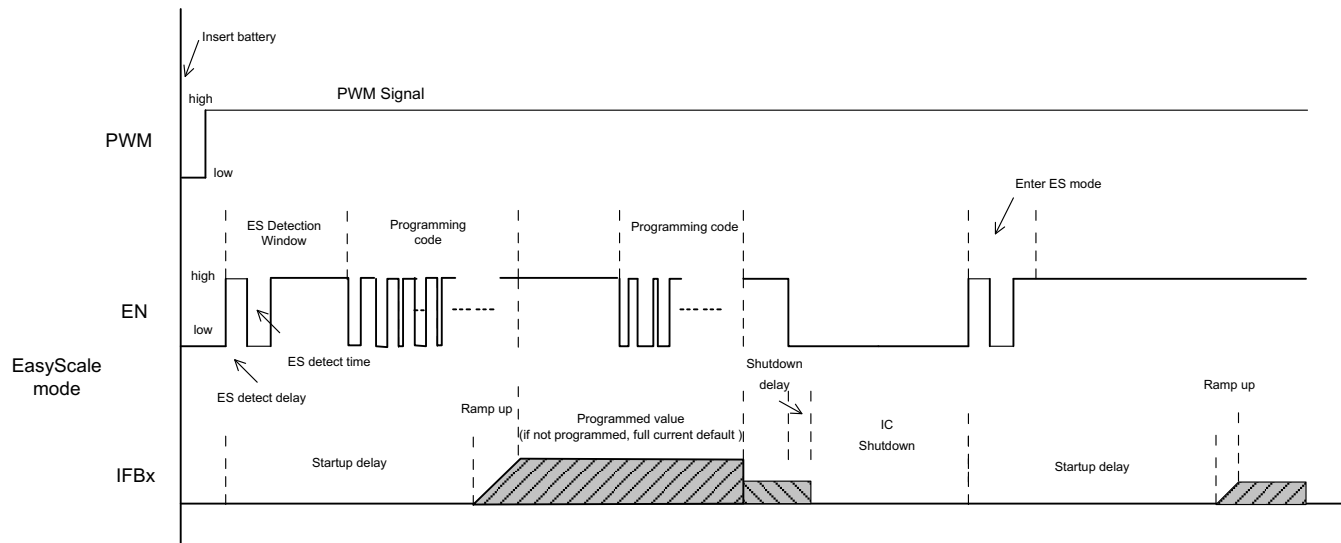 Insert battery
high
PWM Signal
PWM
low
Enter ES mode
ES Detection
Window
Programming
code
Programming code
high
EN
low
EasyScale
mode
ES detect time
ES detect delay
Shutdown
delay
Ramp up
Ramp up
Programmed value
(if not programmed, full current default )
IC
Shutdown
IFBx
Startup delay
Startup delay